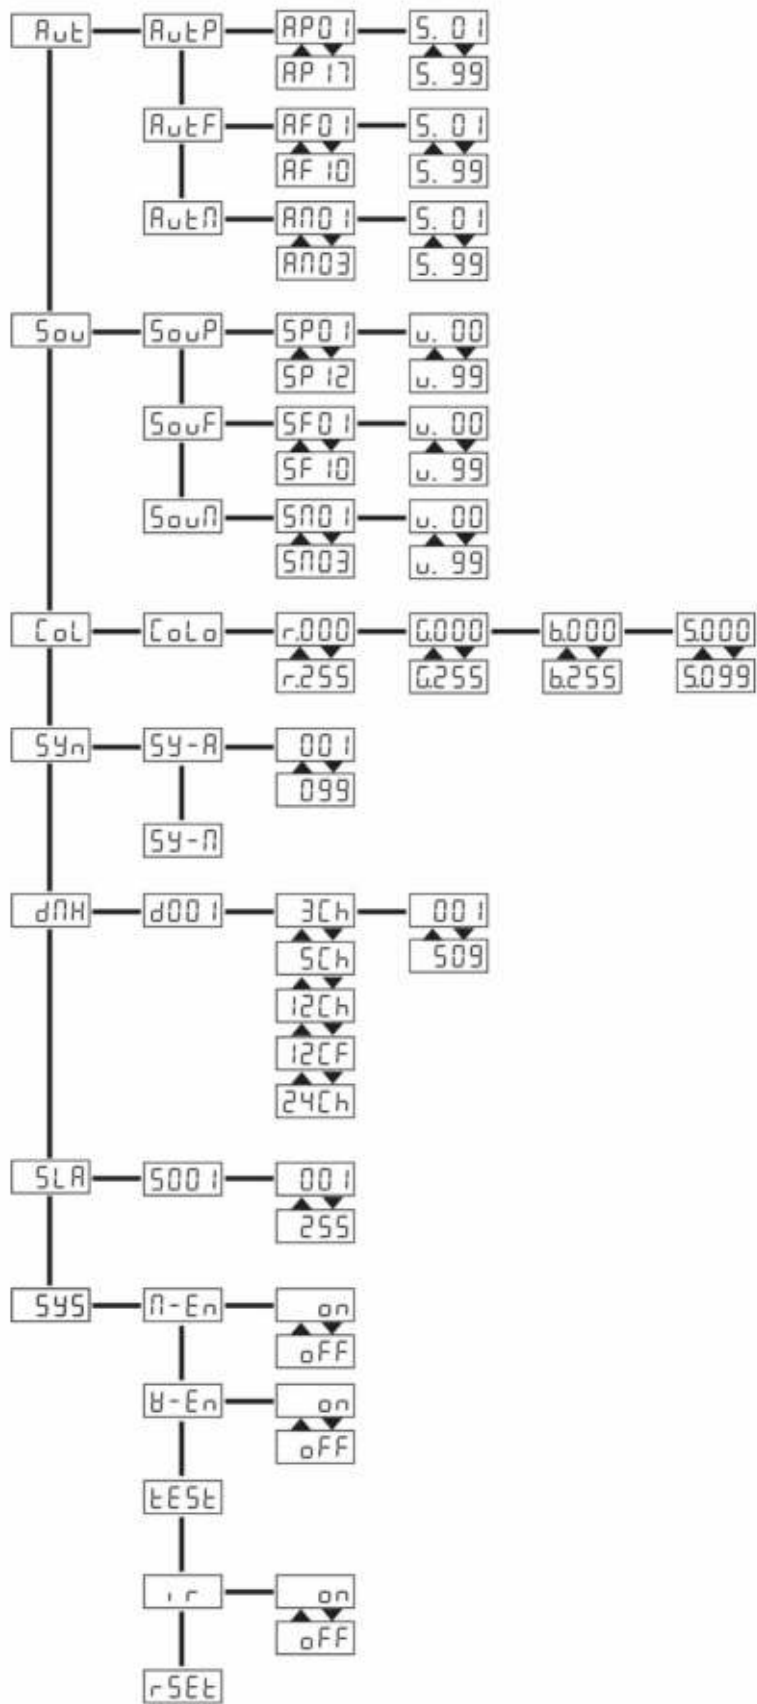 Aut AutP AP01 S. 01
AP17 S. 99
AutF AF01 S. 01
AF10 S. 99
AutM AM01 S. 01
AM03 S. 99
Sou SouP SP01 u. 00
SP12 u. 99
SouF SF01 u. 00
SF10 u. 99
SouM SM01 u. 00
SM03 u. 99
CoL CoLo r.000 G.000 b.000 S.000
r.255 G.255 b.255 S.099
SYn SY-A 001
099
SY-M
dMX d001 3Ch 001
5Ch 509
12Ch
12CF
24Ch
SLA S001 001
255
SYS M-En on
oFF
W-En on
oFF
tESt
ir on
oFF
rSEt